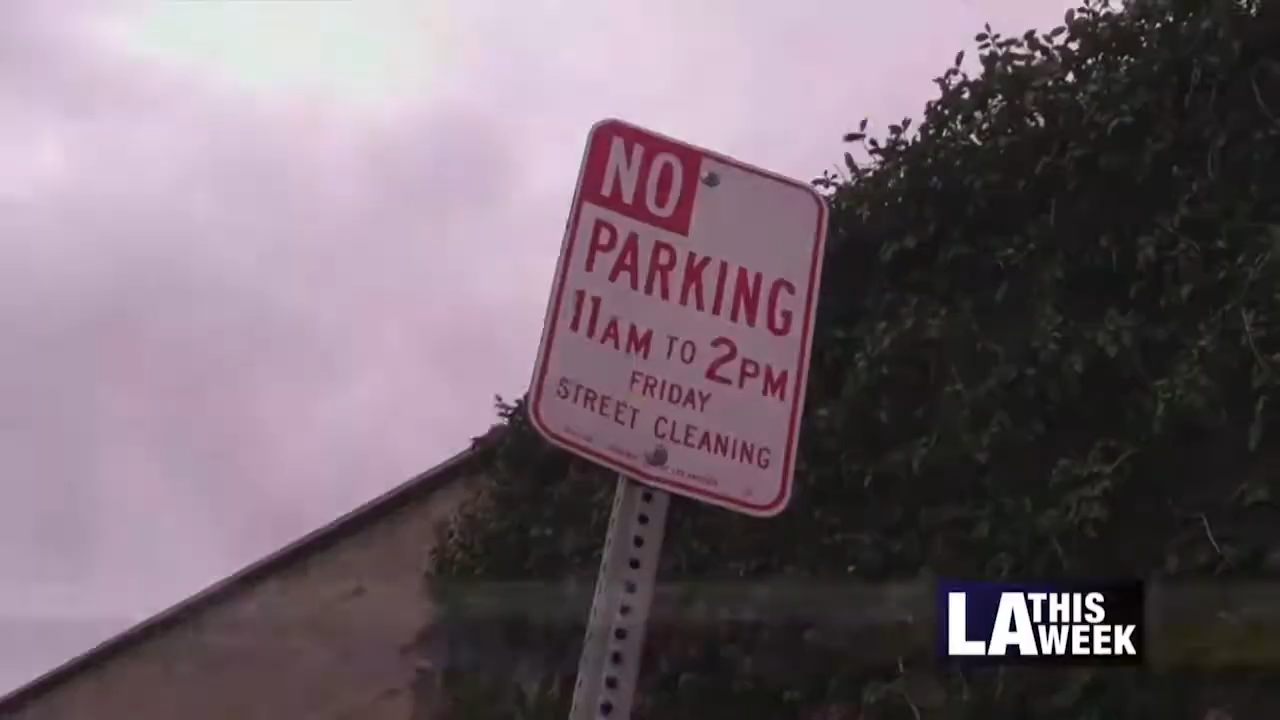 NO
PARKING
11AM TO 2PM
FRIDAY
STREET CLEANING
LA THIS
WEEK